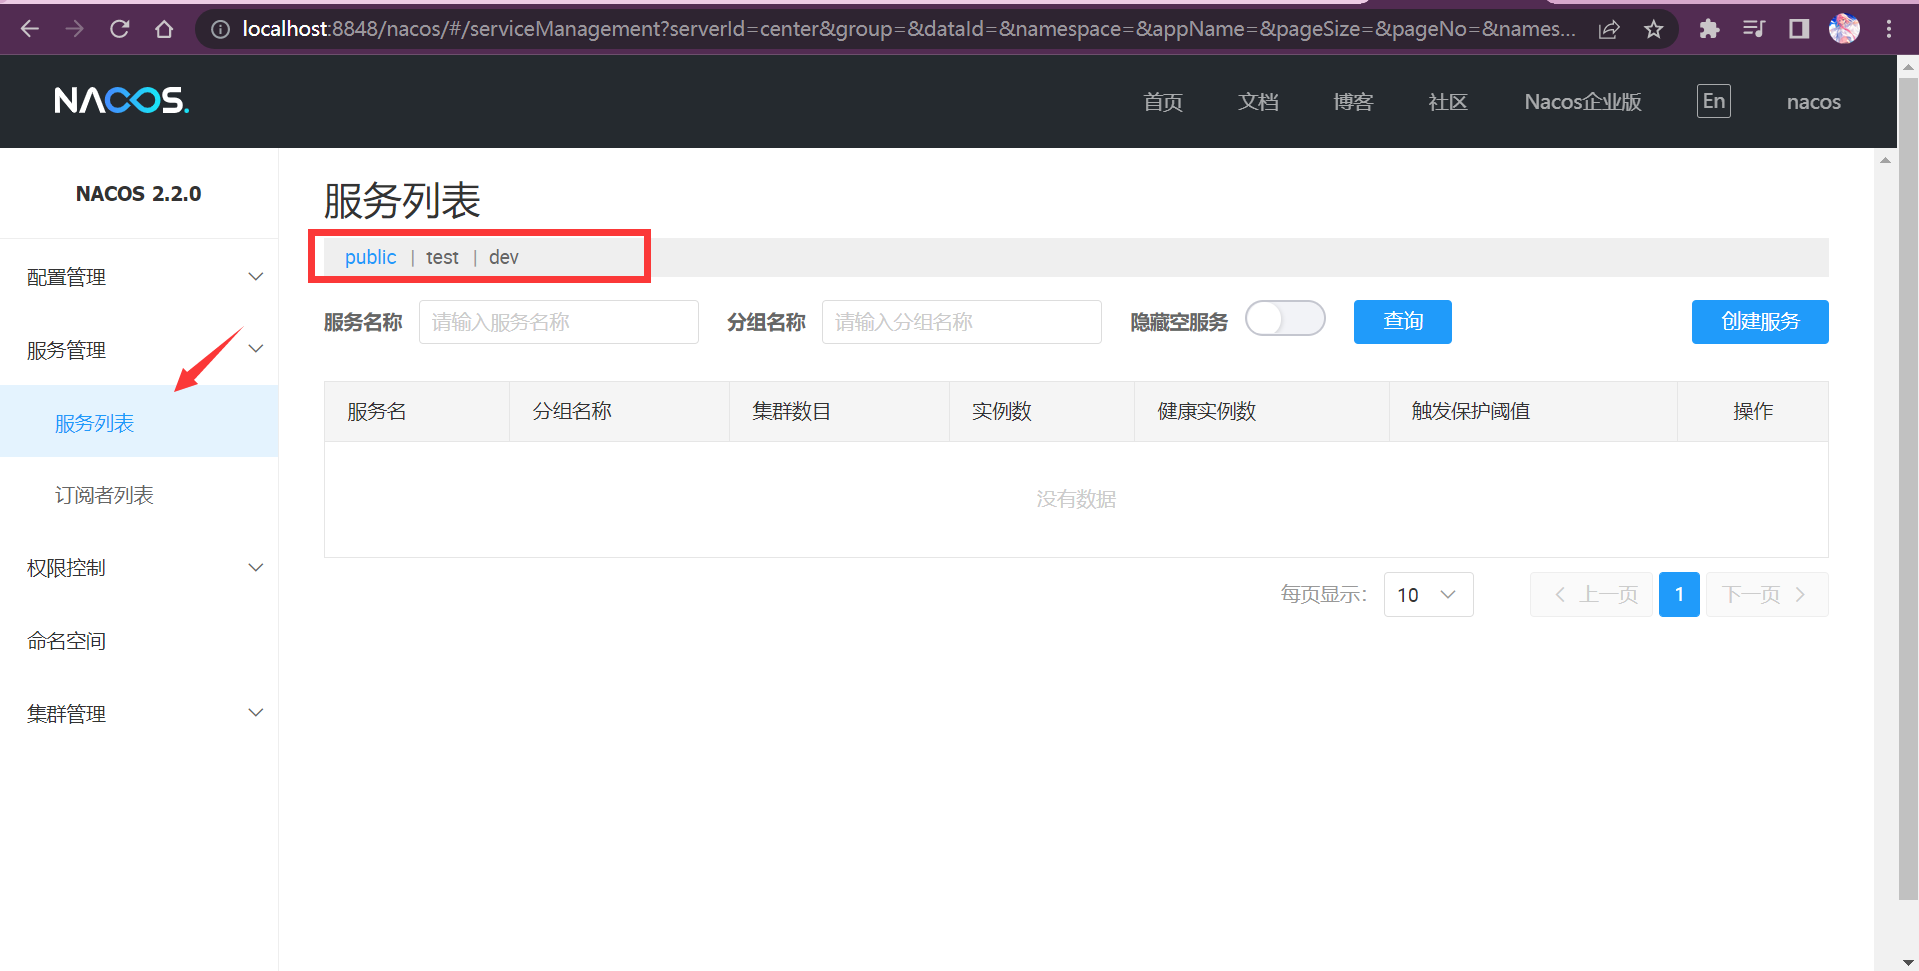 localhost:8848/nacos/#/serviceManagement?serverId=center&group=&dataId=&namespace=&appName=&pageSize=&pageNo=&names...
NACOS.
首页 文档 博客 社区 Nacos企业版 En nacos
NACOS 2.2.0
配置管理
服务管理
服务列表
订阅者列表
权限控制
命名空间
集群管理
服务列表
public | test | dev
服务名称 请输入服务名称 分组名称 请输入分组名称 隐藏空服务 查询 创建服务
服务名 分组名称 集群数目 实例数 健康实例数 触发保护阈值 操作
没有数据
每页显示: 10 上一页 1 下一页